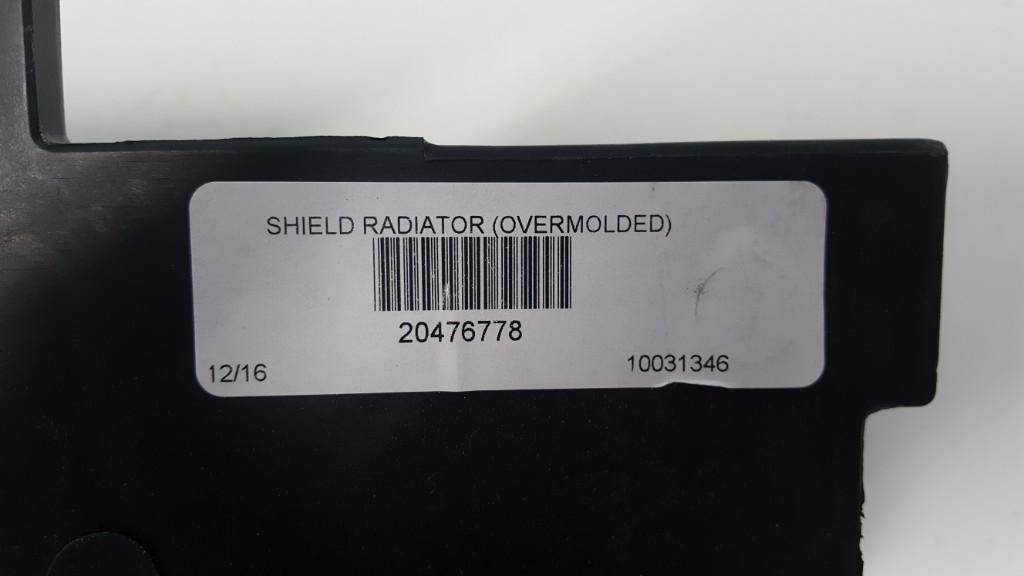 SHIELD RADIATOR (OVERMOLDED)
20476778
12/16
10031346